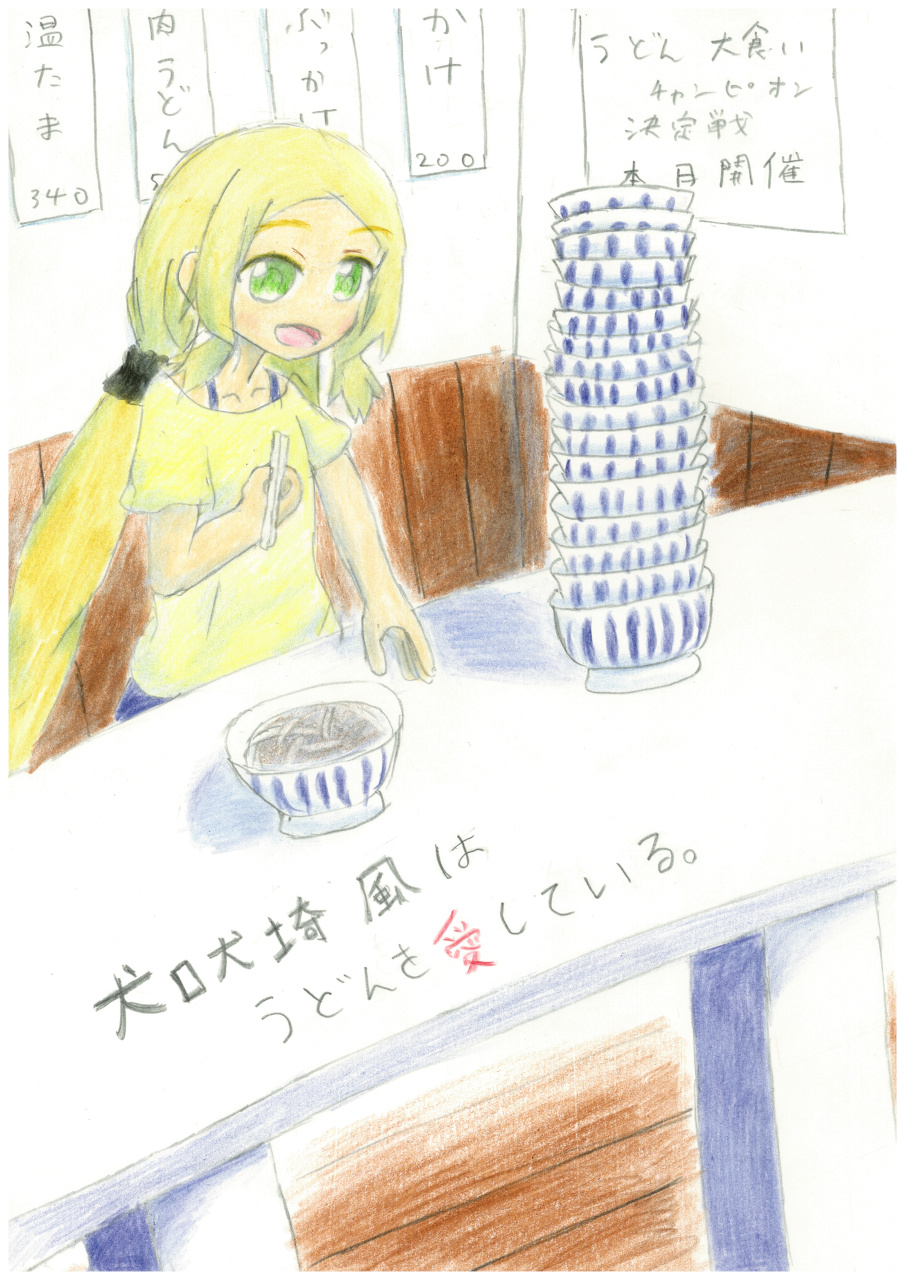 かけ
200
ぶっかけ
肉うどん
5
温たま
340
うどん 大食い
チャンピオン
決定戦
本日開催
犬口犬埼 風は
うどんを愛している。